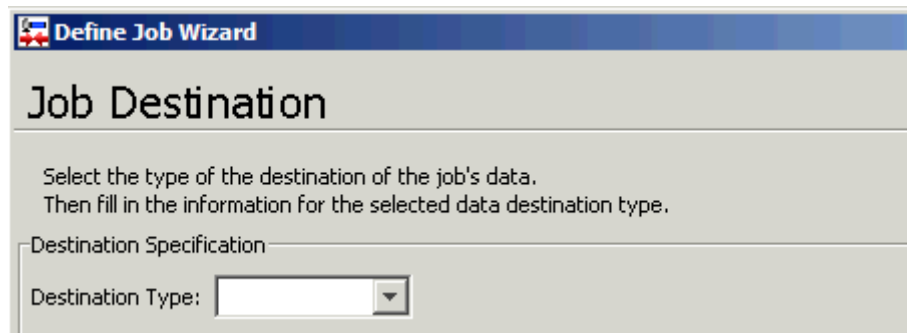 Define Job Wizard
Job Destination
Select the type of the destination of the job's data.
Then fill in the information for the selected data destination type.
Destination Specification
Destination Type: